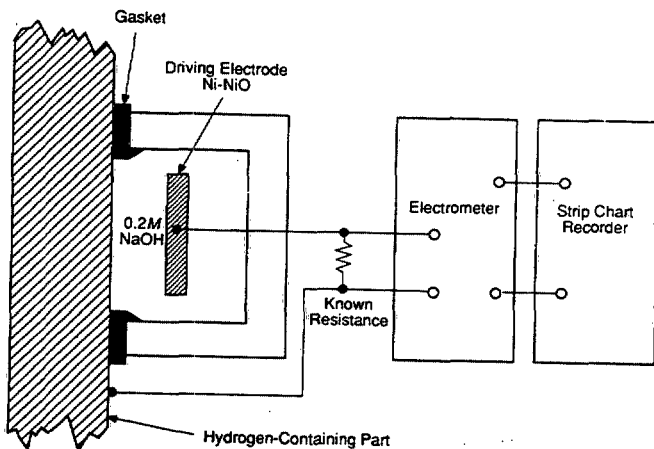 Gasket
Driving Electrode
Ni-NiO
0.2M
NaOH
Electrometer
Strip Chart
Recorder
Known
Resistance
Hydrogen-Containing Part